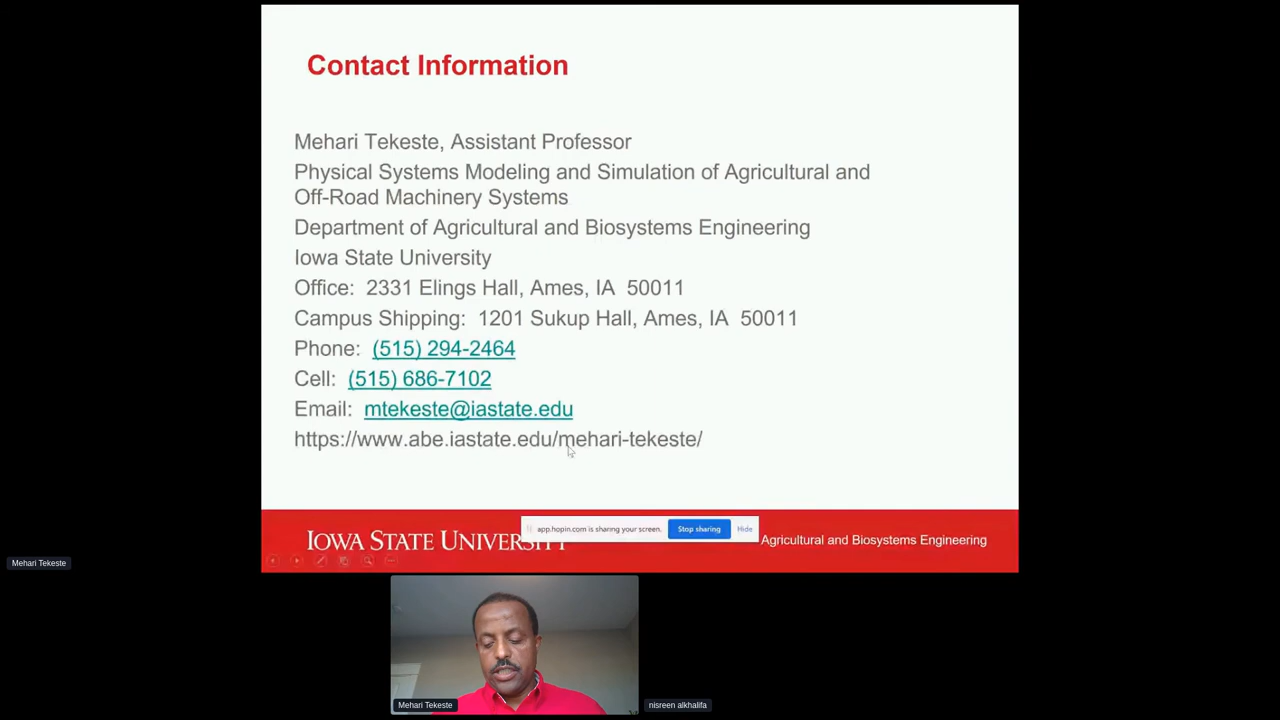 Contact Information
Mehari Tekeste, Assistant Professor
Physical Systems Modeling and Simulation of Agricultural and
Off-Road Machinery Systems
Department of Agricultural and Biosystems Engineering
Iowa State University
Office: 2331 Elings Hall, Ames, IA 50011
Campus Shipping: 1201 Sukup Hall, Ames, IA 50011
Phone: (515) 294-2464
Cell: (515) 686-7102
Email: mtekeste@iastate.edu
https://www.abe.iastate.edu/mehari-tekeste/
app.hopin.com is sharing your screen. Stop sharing Hide
IOWA STATE UNIVERSITY
Agricultural and Biosystems Engineering
Mehari Tekeste
Mehari Tekeste
nisreen alkhalifa